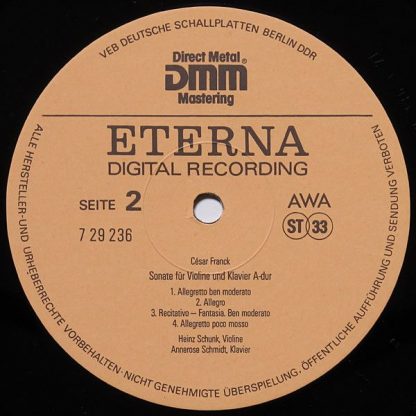 VEB DEUTSCHE SCHALLPLATTEN BERLIN DDR
Direct Metal
DMM®
Mastering
ETERNA
DIGITAL RECORDING
SEITE 2
AWA
7 29 236
ST 33
César Franck
Sonate für Violine und Klavier A-dur
1. Allegretto ben moderato
2. Allegro
3. Recitativo – Fantasia. Ben moderato
4. Allegretto poco mosso
Heinz Schunk, Violine
Annerose Schmidt, Klavier
ALLE HERSTELLER- UND URHEBERRECHTE VORBEHALTEN · NICHT GENEHMIGTE ÜBERSPIELUNG, ÖFFENTLICHE AUFFÜHRUNG UND SENDUNG VERBOTEN